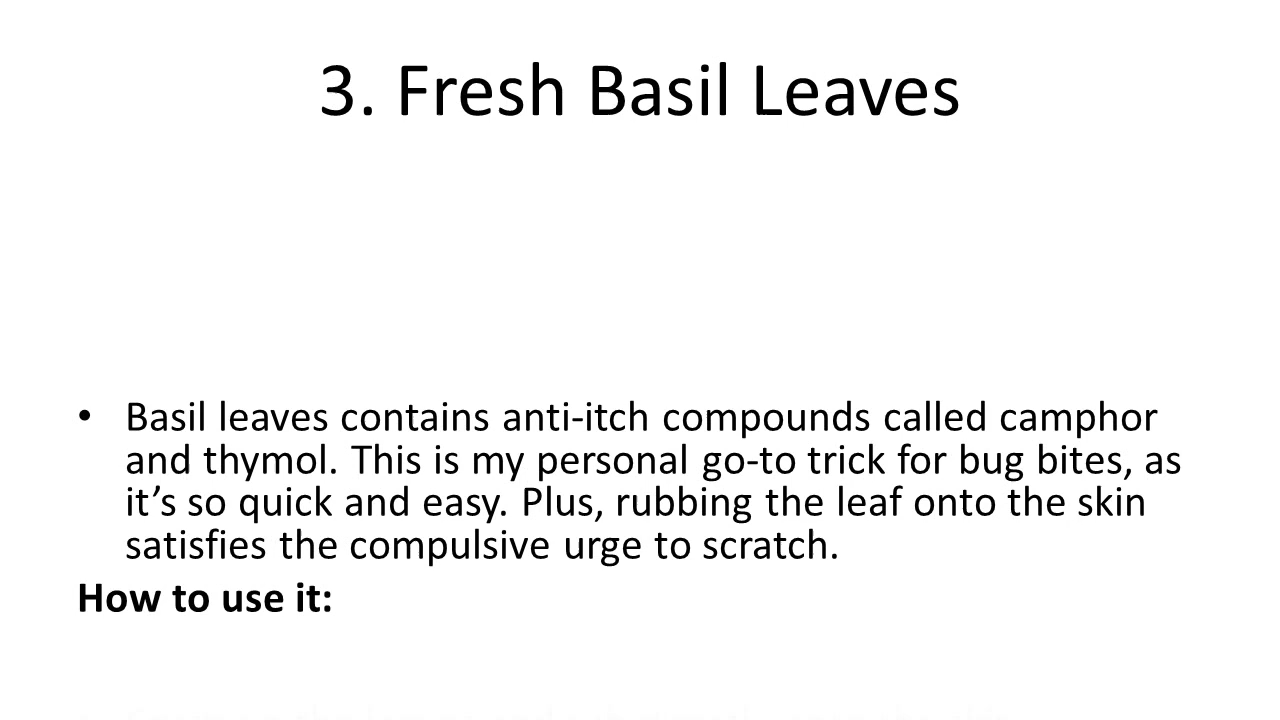 3. Fresh Basil Leaves
• Basil leaves contains anti-itch compounds called camphor
and thymol. This is my personal go-to trick for bug bites, as
it’s so quick and easy. Plus, rubbing the leaf onto the skin
satisfies the compulsive urge to scratch.
How to use it: